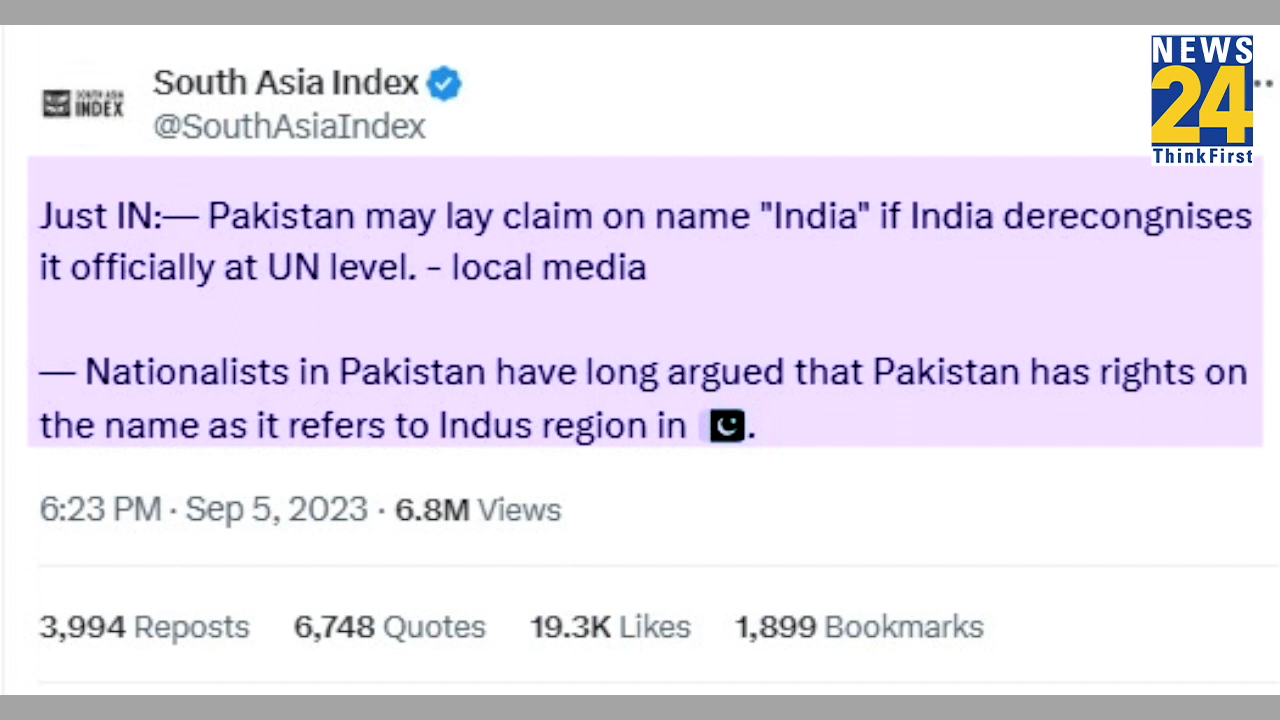 South Asia Index
@SouthAsiaIndex
SOUTH ASIA
INDEX
NEWS
24
ThinkFirst
Just IN:— Pakistan may lay claim on name "India" if India derecongnises
it officially at UN level. - local media
— Nationalists in Pakistan have long argued that Pakistan has rights on
the name as it refers to Indus region in .
6:23 PM · Sep 5, 2023 · 6.8M Views
3,994 Reposts 6,748 Quotes 19.3K Likes 1,899 Bookmarks